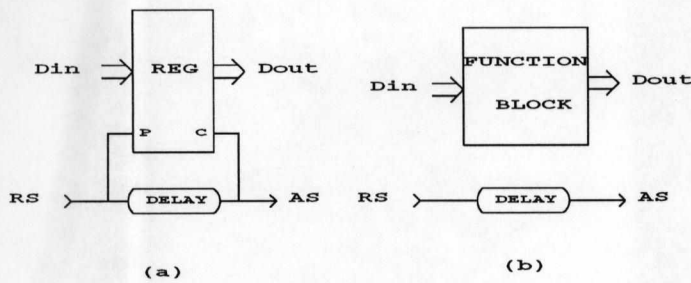 Din REG Dout
P C
RS DELAY AS
(a)
FUNCTION
Din Dout
BLOCK
RS DELAY AS
(b)